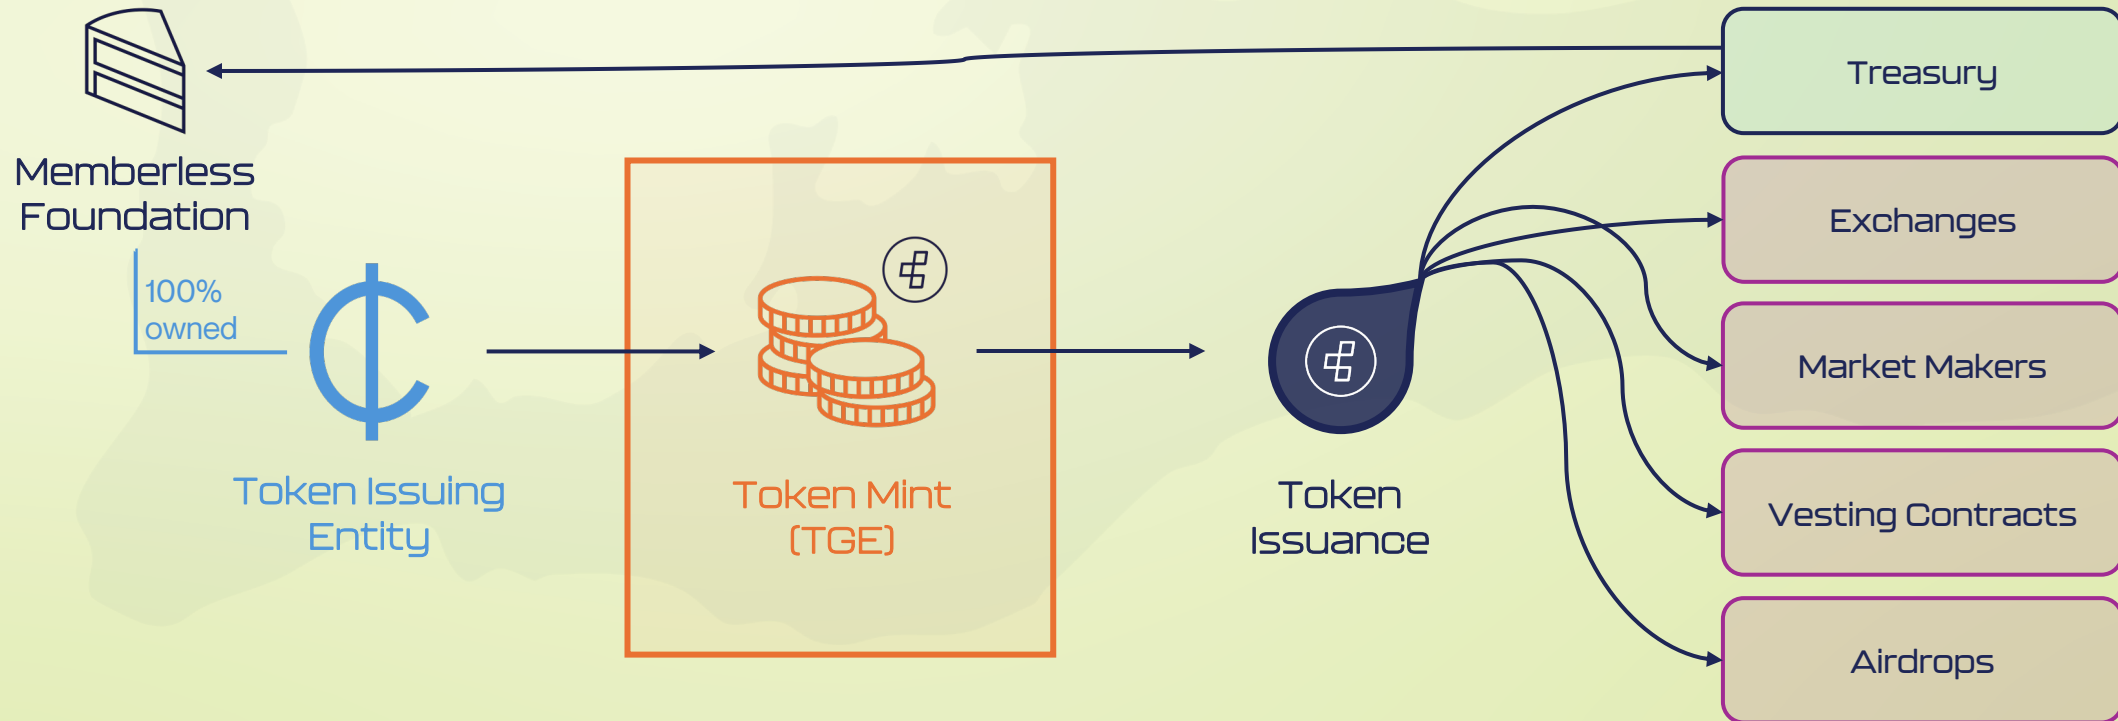 Memberless
Foundation
100%
owned
Token Issuing
Entity
Token Mint
(TGE)
Token
Issuance
Treasury
Exchanges
Market Makers
Vesting Contracts
Airdrops